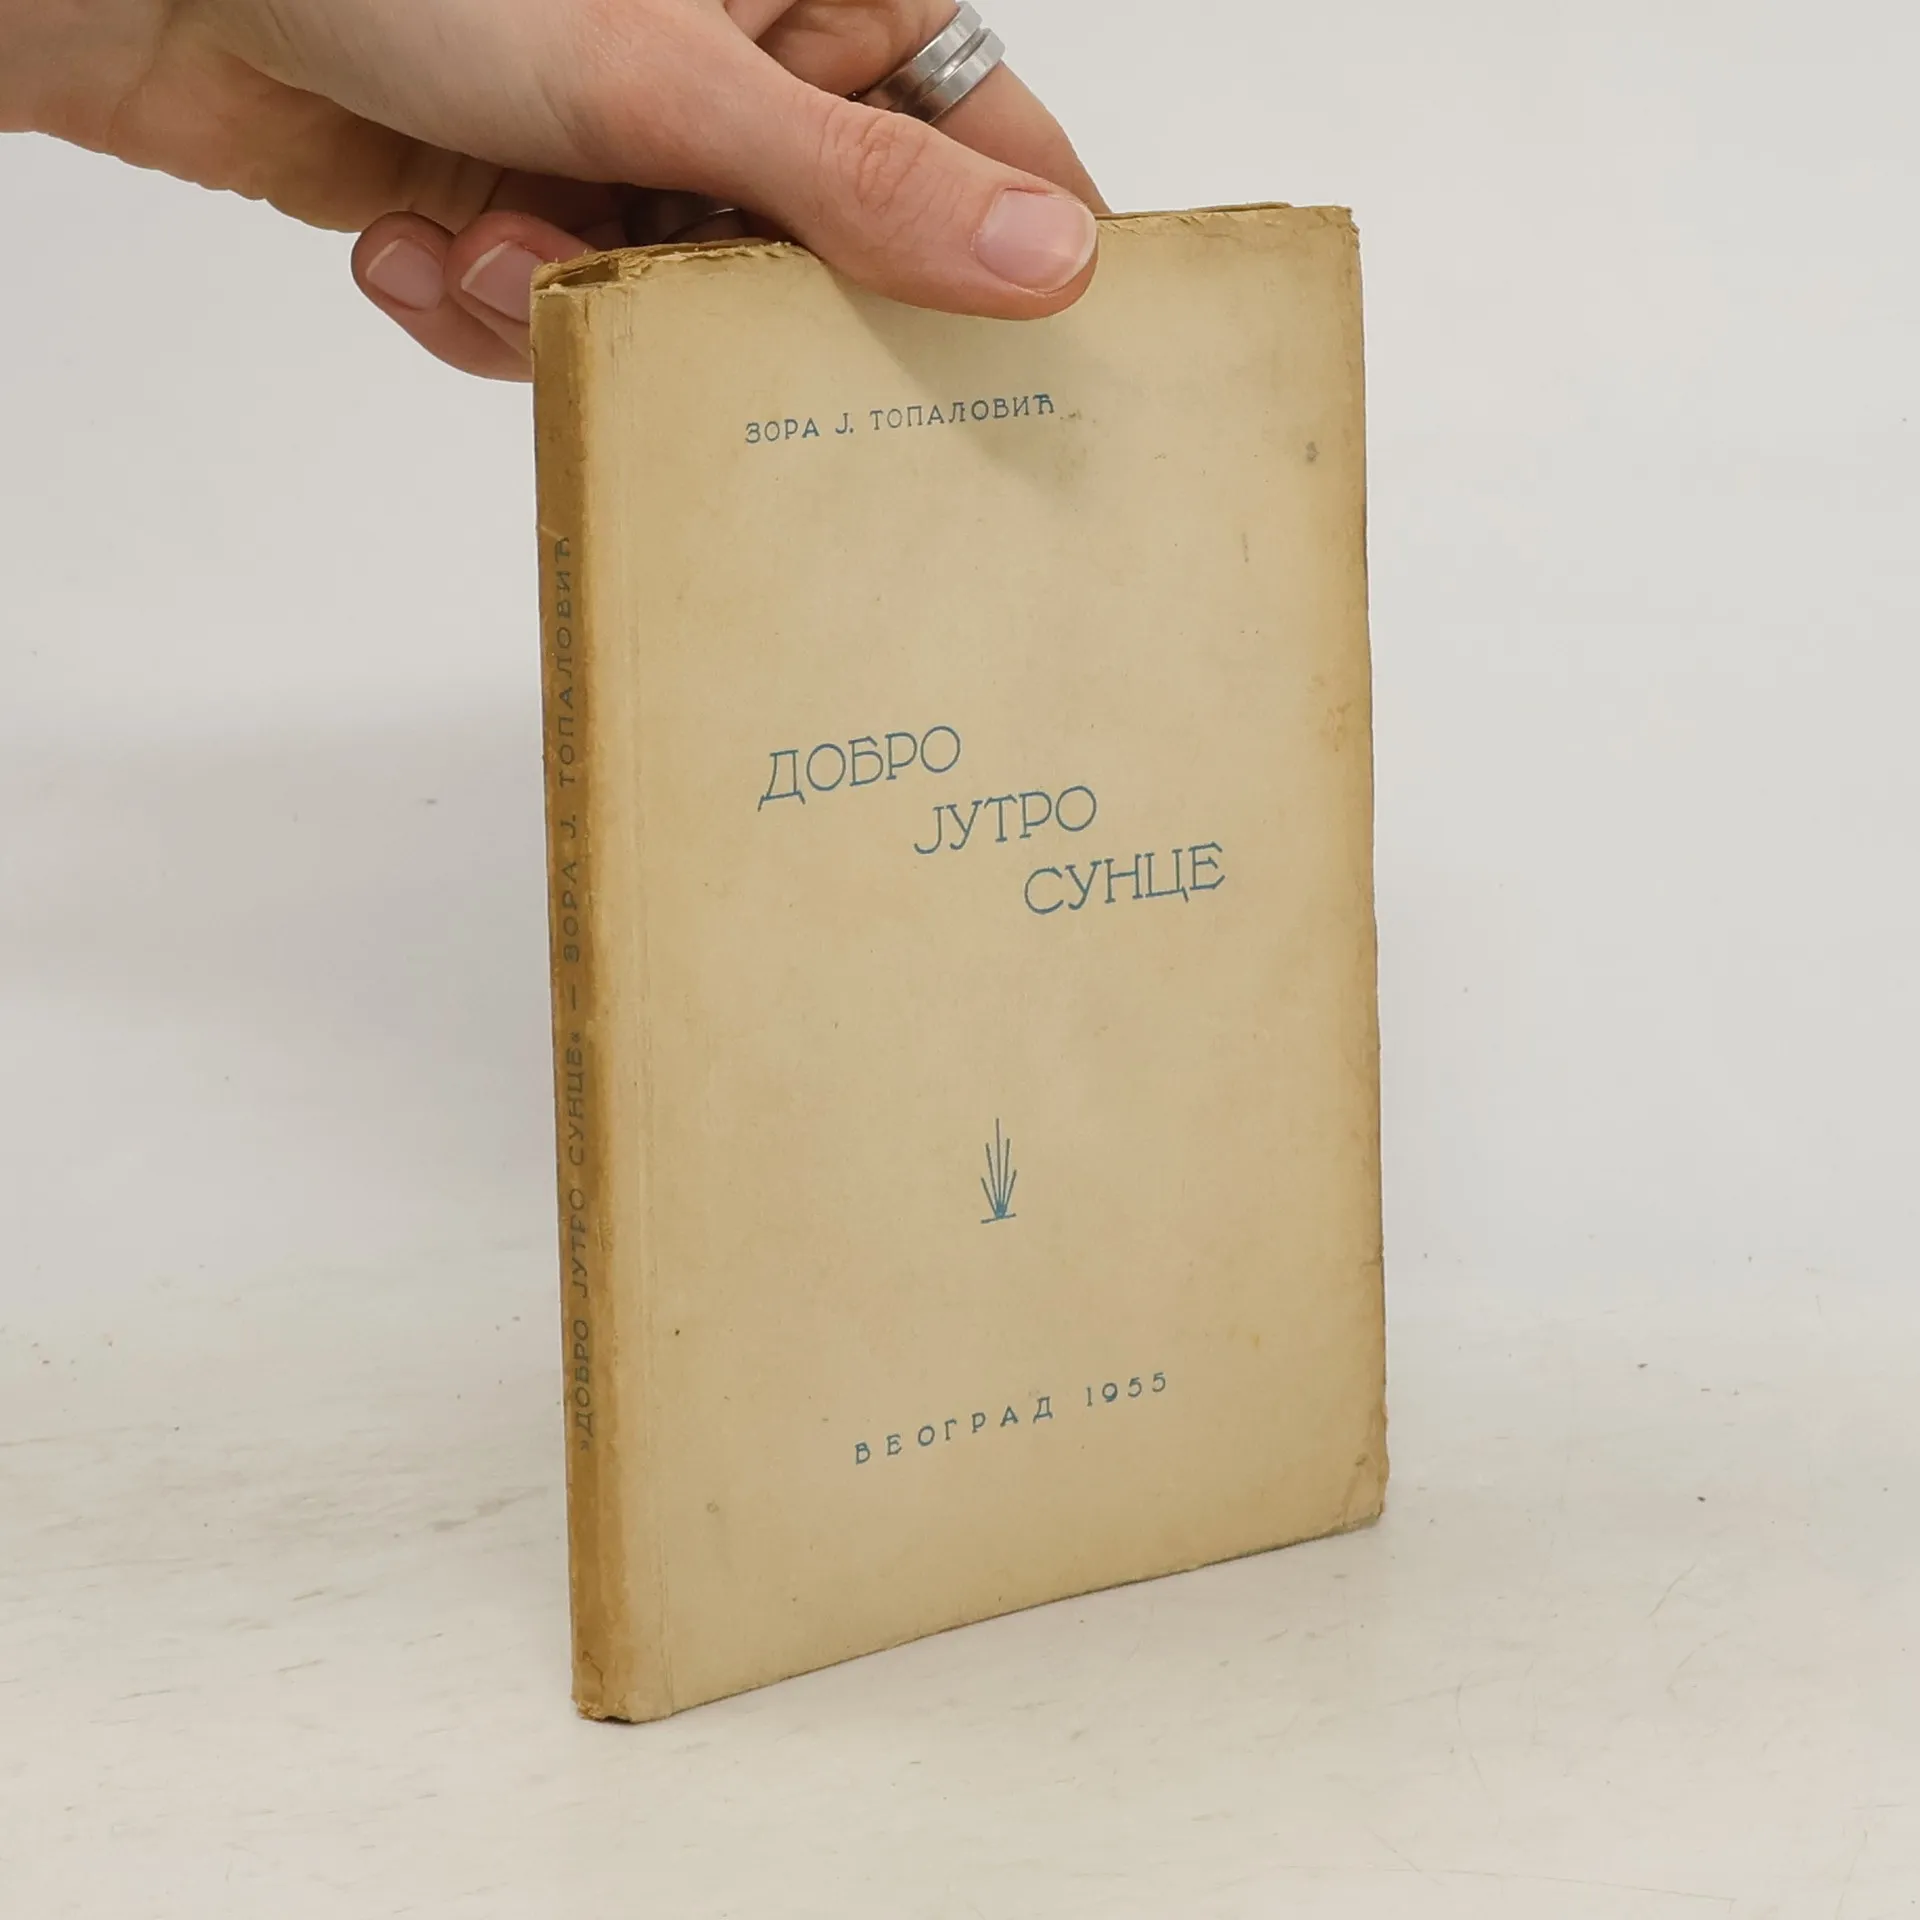 ЗОРА Ј. ТОПАЛОВИЋ
ДОБРО
ЈУТРО
СУНЦЕ
БЕОГРАД 1955
»ДОБРО ЈУТРО СУНЦЕ« — ЗОРА Ј. ТОПАЛОВИЋ